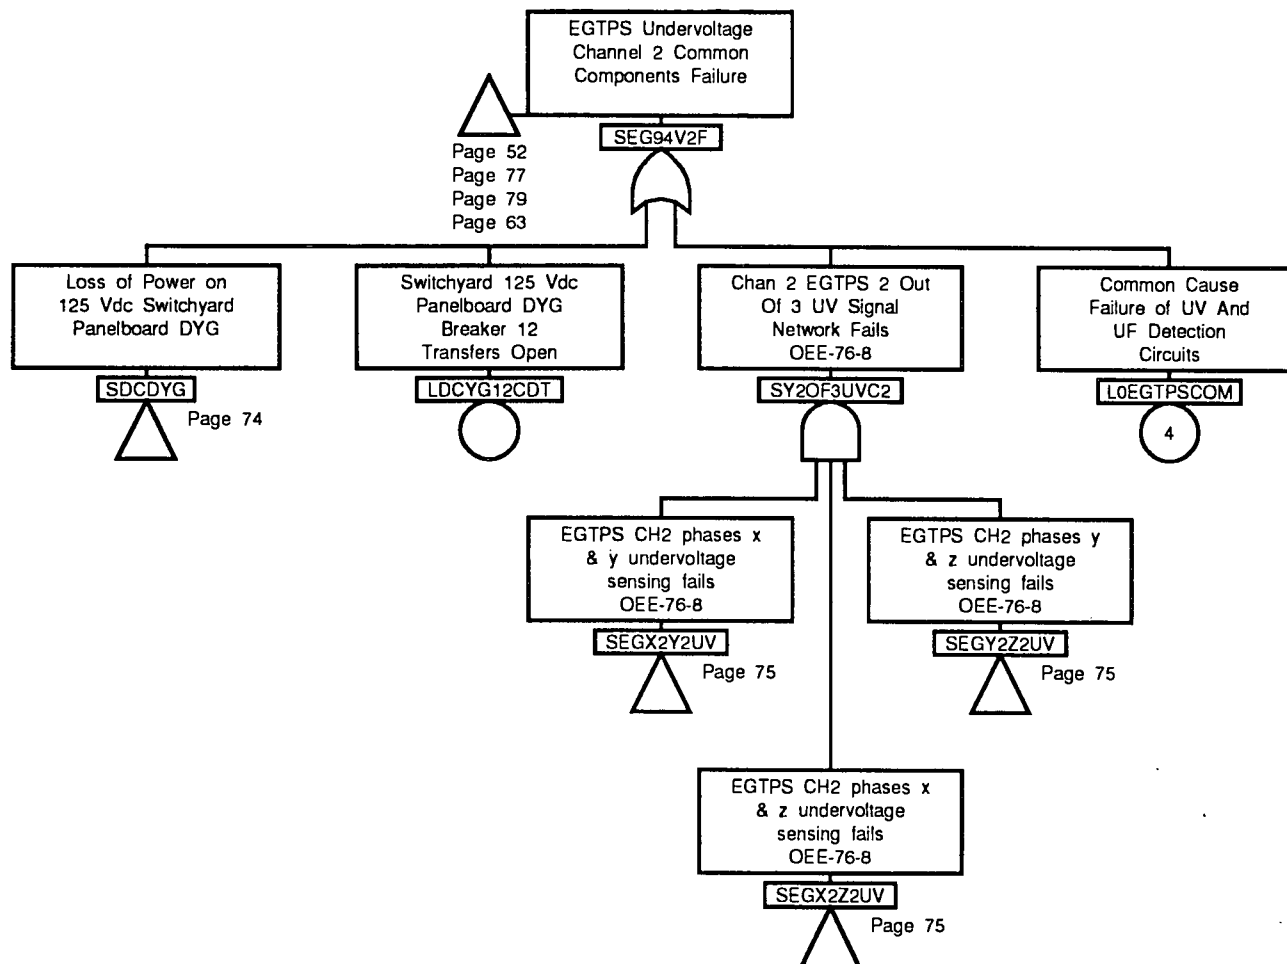 EGTPS Undervoltage
Channel 2 Common
Components Failure
SEG94V2F
Page 52
Page 77
Page 79
Page 63
Loss of Power on
125 Vdc Switchyard
Panelboard DYG
SDCDYG
Page 74
Switchyard 125 Vdc
Panelboard DYG
Breaker 12
Transfers Open
LDCYG12CDT
Chan 2 EGTPS 2 Out
Of 3 UV Signal
Network Fails
OEE-76-8
SY2OF3UVC2
Common Cause
Failure of UV And
UF Detection
Circuits
L0EGTPSCOM
4
EGTPS CH2 phases x
& y undervoltage
sensing fails
OEE-76-8
SEGX2Y2UV
Page 75
EGTPS CH2 phases y
& z undervoltage
sensing fails
OEE-76-8
SEGY2Z2UV
Page 75
EGTPS CH2 phases x
& z undervoltage
sensing fails
OEE-76-8
SEGX2Z2UV
Page 75